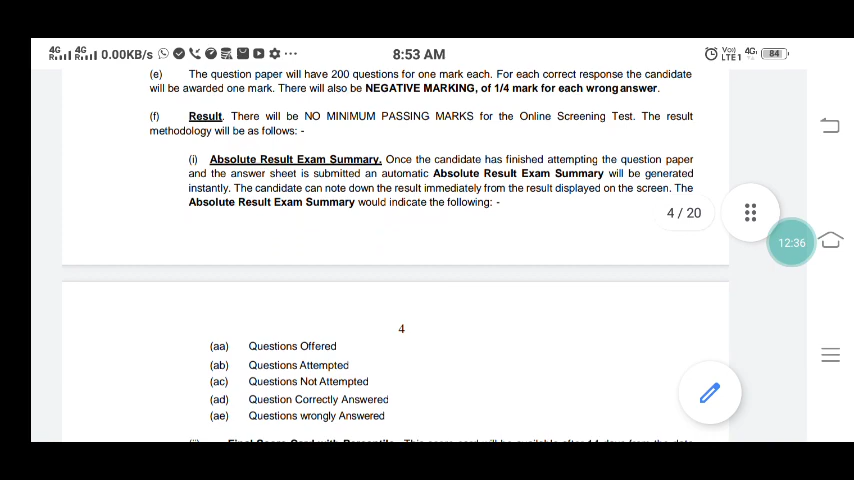 4G 4G 0.00KB/s ... 8:53 AM Vo) LTE1 4G 84
(e) The question paper will have 200 questions for one mark each. For each correct response the candidate
will be awarded one mark. There will also be NEGATIVE MARKING, of 1/4 mark for each wrong answer.
(f) Result. There will be NO MINIMUM PASSING MARKS for the Online Screening Test. The result
methodology will be as follows: -
(i) Absolute Result Exam Summary. Once the candidate has finished attempting the question paper
and the answer sheet is submitted an automatic Absolute Result Exam Summary will be generated
instantly. The candidate can note down the result immediately from the result displayed on the screen. The
Absolute Result Exam Summary would indicate the following: -
4 / 20
12:36
4
(aa) Questions Offered
(ab) Questions Attempted
(ac) Questions Not Attempted
(ad) Question Correctly Answered
(ae) Questions wrongly Answered